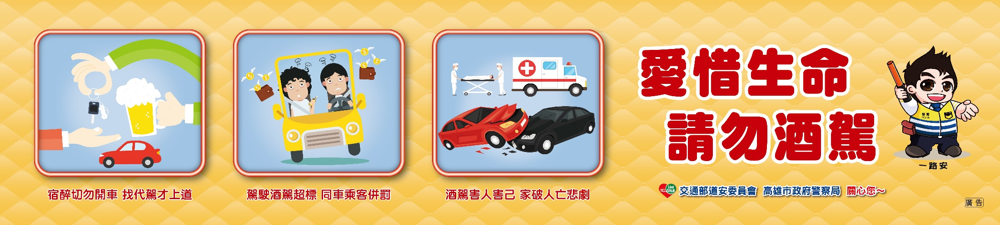 愛惜生命
請勿酒駕
警察
POLICE
一路安
宿醉切勿開車 找代駕才上道
駕駛酒駕超標 同車乘客併罰
酒駕害人害己 家破人亡悲劇
交通部道安委員會 高雄市政府警察局 關心您～
廣告